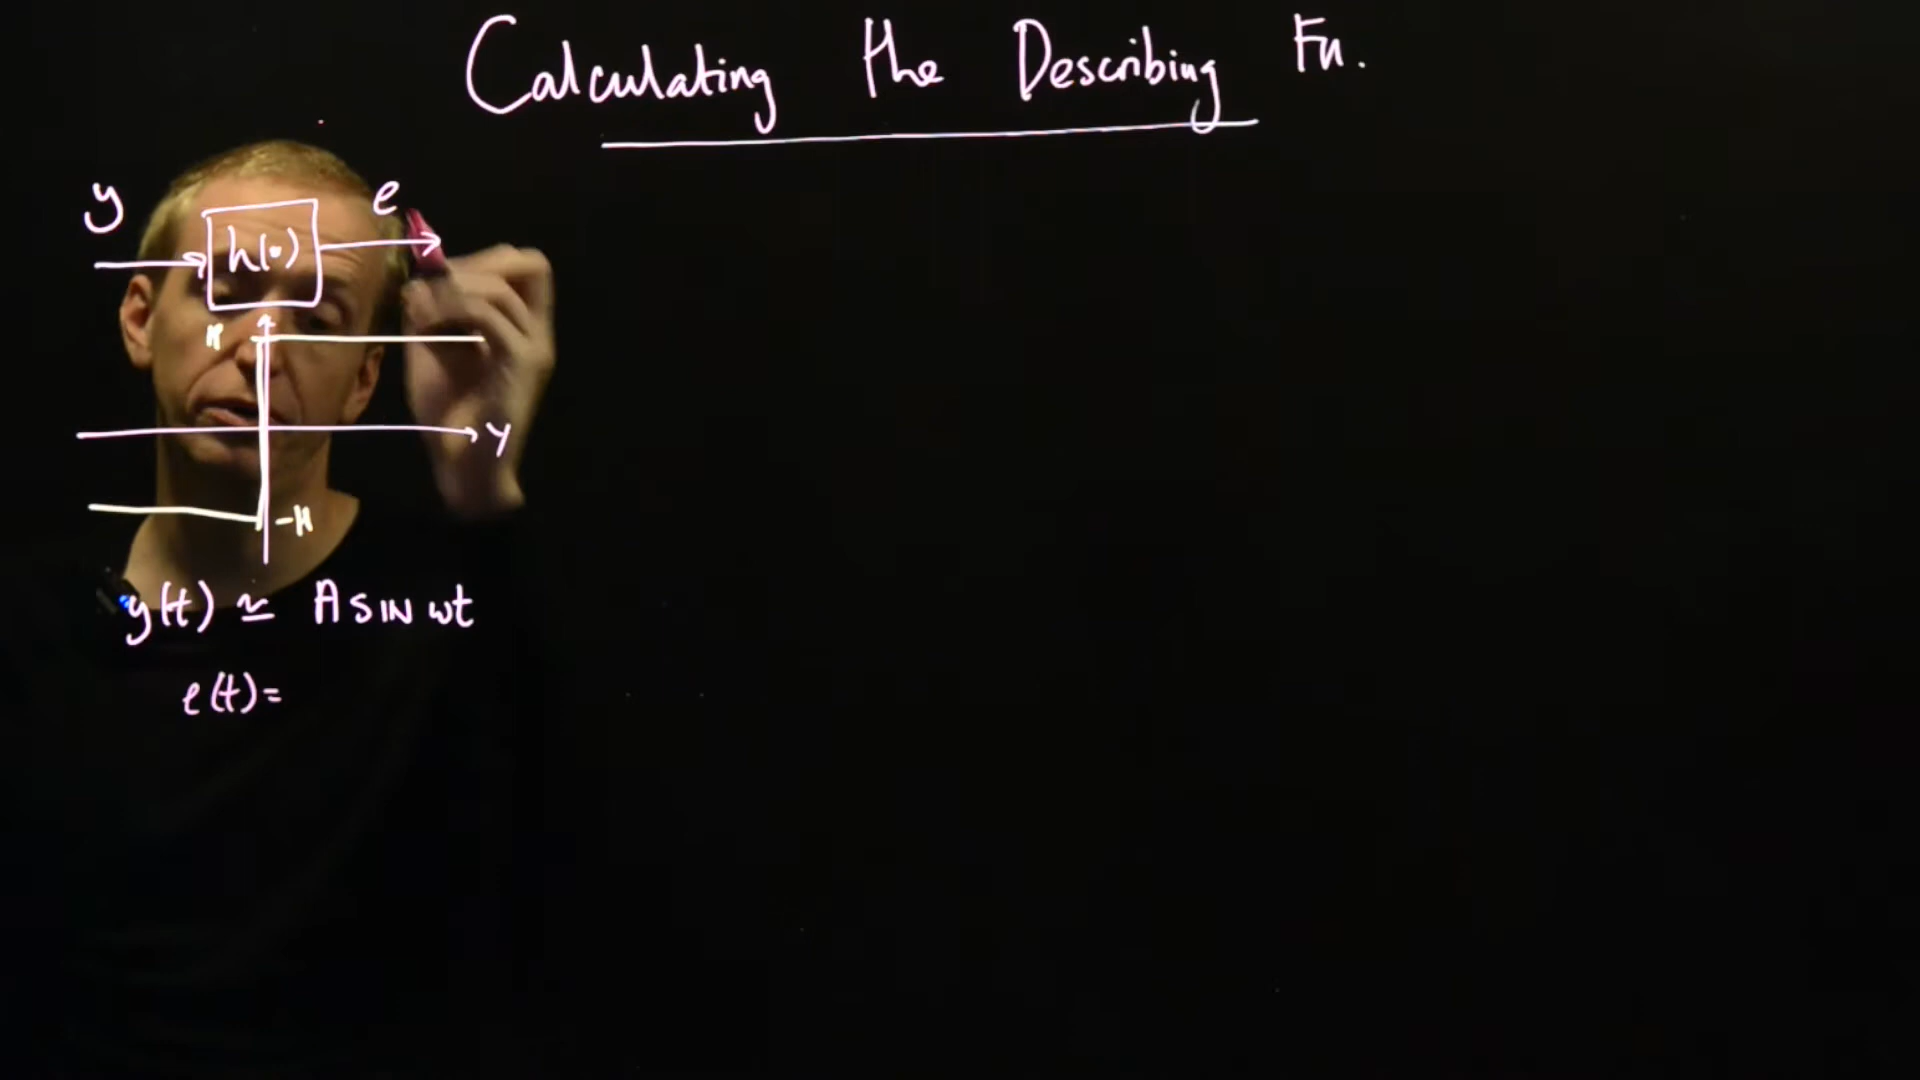 Calculating the Describing Fn.
y
e
h(•)
H
y
-H
y(t) ≃ A SIN ωt
e(t)=